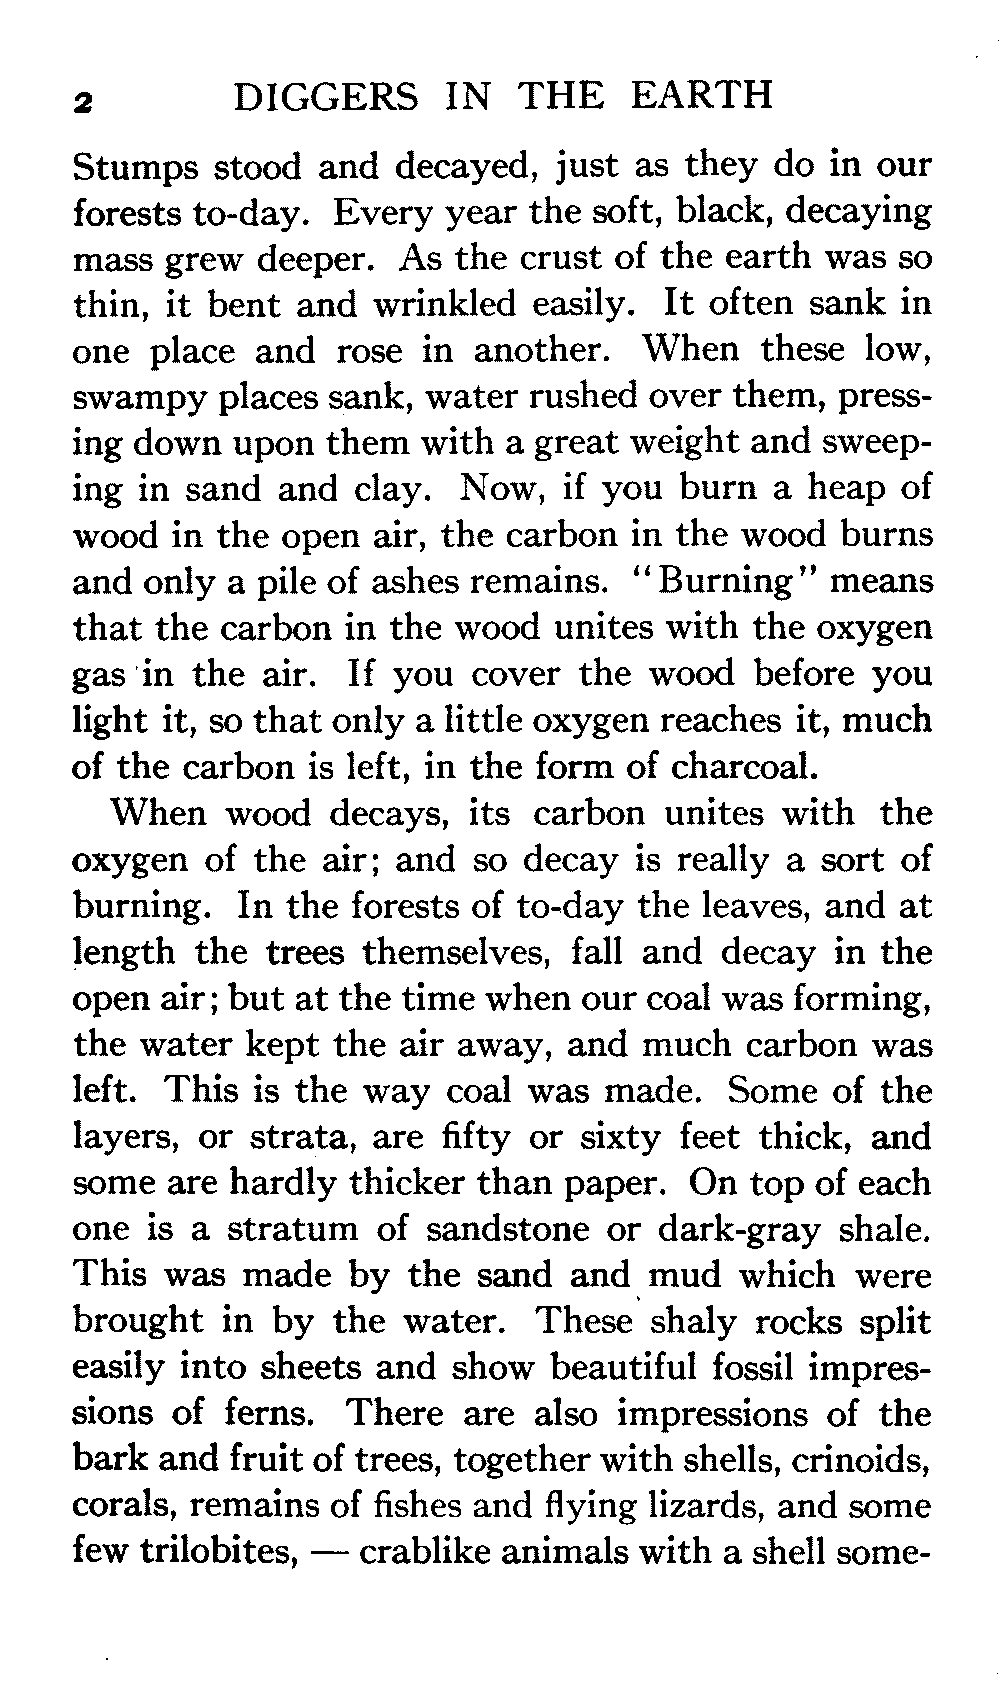 2 DIGGERS IN THE EARTH
Stumps stood and decayed, just as they do in our
forests to-day. Every year the soft, black, decaying
mass grew deeper. As the crust of the earth was so
thin, it bent and wrinkled easily. It often sank in
one place and rose in another. When these low,
swampy places sank, water rushed over them, press-
ing down upon them with a great weight and sweep-
ing in sand and clay. Now, if you burn a heap of
wood in the open air, the carbon in the wood burns
and only a pile of ashes remains. "Burning" means
that the carbon in the wood unites with the oxygen
gas in the air. If you cover the wood before you
light it, so that only a little oxygen reaches it, much
of the carbon is left, in the form of charcoal.
When wood decays, its carbon unites with the
oxygen of the air; and so decay is really a sort of
burning. In the forests of to-day the leaves, and at
length the trees themselves, fall and decay in the
open air; but at the time when our coal was forming,
the water kept the air away, and much carbon was
left. This is the way coal was made. Some of the
layers, or strata, are fifty or sixty feet thick, and
some are hardly thicker than paper. On top of each
one is a stratum of sandstone or dark-gray shale.
This was made by the sand and mud which were
brought in by the water. These shaly rocks split
easily into sheets and show beautiful fossil impres-
sions of ferns. There are also impressions of the
bark and fruit of trees, together with shells, crinoids,
corals, remains of fishes and flying lizards, and some
few trilobites, — crablike animals with a shell some-